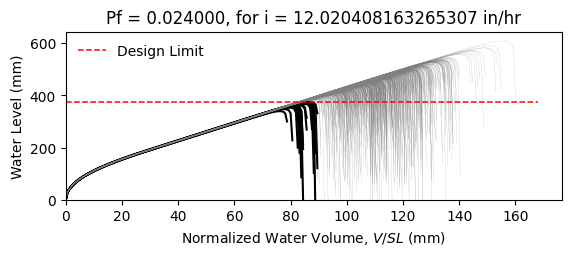 Pf = 0.024000, for i = 12.020408163265307 in/hr
Design Limit
Water Level (mm)
600
400
200
0
0 20 40 60 80 100 120 140 160
Normalized Water Volume, V/SL (mm)